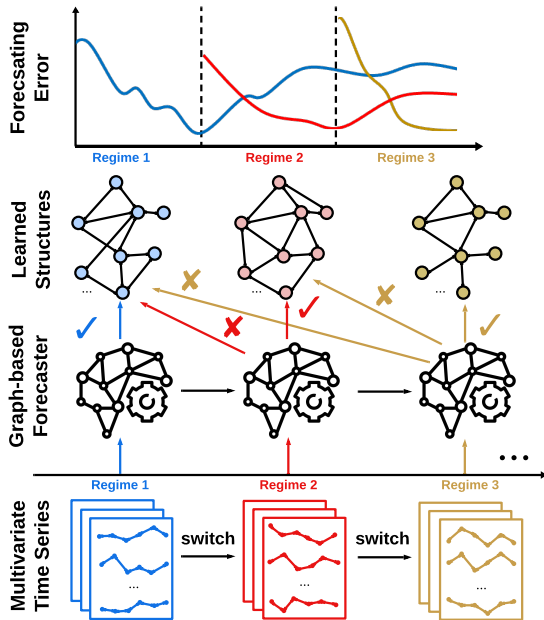 Forecsating
Error
Regime 1
Regime 2
Regime 3
Learned
Structures
...
...
...
Graph-based
Forecaster
...
Regime 1
Regime 2
Regime 3
Multivariate
Time Series
switch
switch
...
...
...